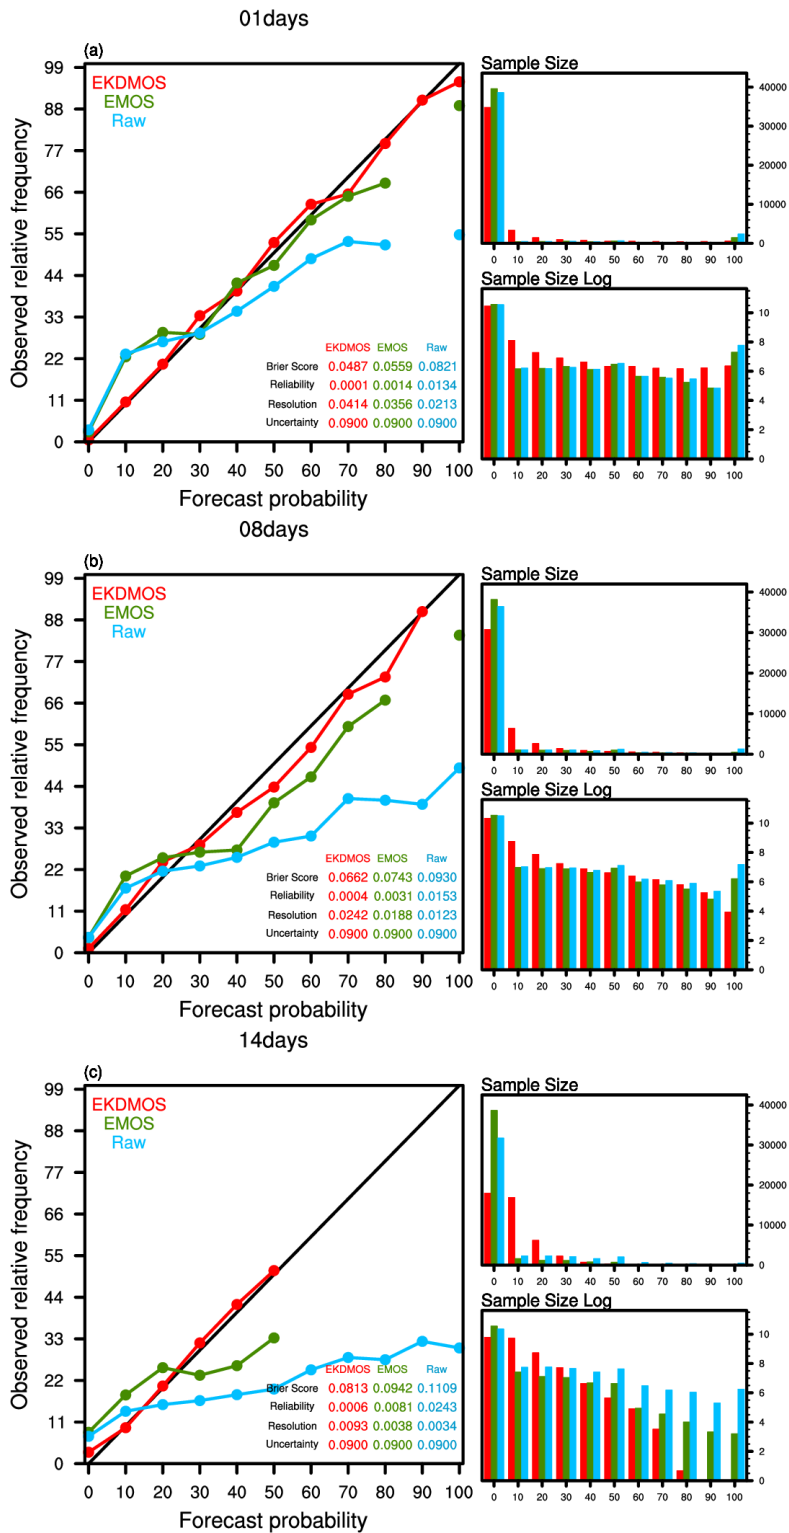 01days
(a)
99
88
77
66
55
44
33
22
11
0
Observed relative frequency
EKDMOS
EMOS
Raw
EKDMOS EMOS Raw
Brier Score 0.0487 0.0559 0.0821
Reliability 0.0001 0.0014 0.0134
Resolution 0.0414 0.0356 0.0213
Uncertainty 0.0900 0.0900 0.0900
0 10 20 30 40 50 60 70 80 90 100
Forecast probability
Sample Size
40000
30000
20000
10000
0
0 10 20 30 40 50 60 70 80 90 100
Sample Size Log
10
8
6
4
2
0
0 10 20 30 40 50 60 70 80 90 100
08days
(b)
99
88
77
66
55
44
33
22
11
0
Observed relative frequency
EKDMOS
EMOS
Raw
EKDMOS EMOS Raw
Brier Score 0.0662 0.0743 0.0930
Reliability 0.0004 0.0031 0.0153
Resolution 0.0242 0.0188 0.0123
Uncertainty 0.0900 0.0900 0.0900
0 10 20 30 40 50 60 70 80 90 100
Forecast probability
Sample Size
40000
30000
20000
10000
0
0 10 20 30 40 50 60 70 80 90 100
Sample Size Log
10
8
6
4
2
0
0 10 20 30 40 50 60 70 80 90 100
14days
(c)
99
88
77
66
55
44
33
22
11
0
Observed relative frequency
EKDMOS
EMOS
Raw
EKDMOS EMOS Raw
Brier Score 0.0813 0.0942 0.1109
Reliability 0.0006 0.0081 0.0243
Resolution 0.0093 0.0038 0.0034
Uncertainty 0.0900 0.0900 0.0900
0 10 20 30 40 50 60 70 80 90 100
Forecast probability
Sample Size
40000
30000
20000
10000
0
0 10 20 30 40 50 60 70 80 90 100
Sample Size Log
10
8
6
4
2
0
0 10 20 30 40 50 60 70 80 90 100